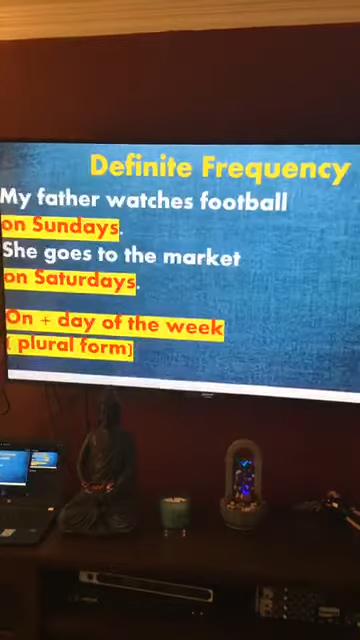 Definite Frequency
My father watches football
on Sundays.
She goes to the market
on Saturdays.
On + day of the week
( plural form)